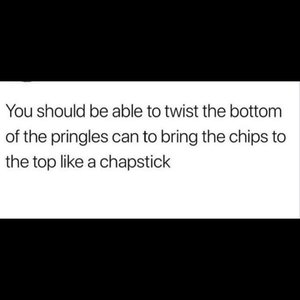 You should be able to twist the bottom
of the pringles can to bring the chips to
the top like a chapstick